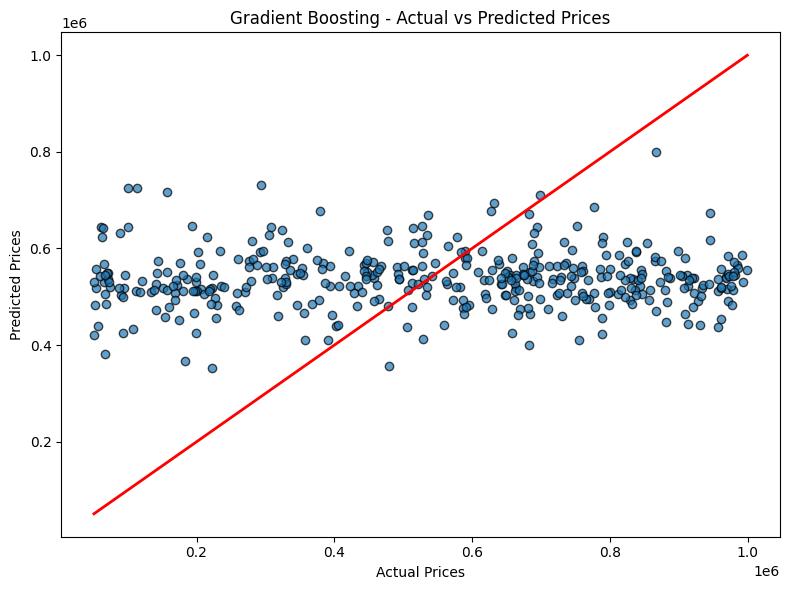 Gradient Boosting - Actual vs Predicted Prices
1e6
1.0
0.8
0.6
0.4
0.2
Predicted Prices
0.2 0.4 0.6 0.8 1.0
1e6
Actual Prices